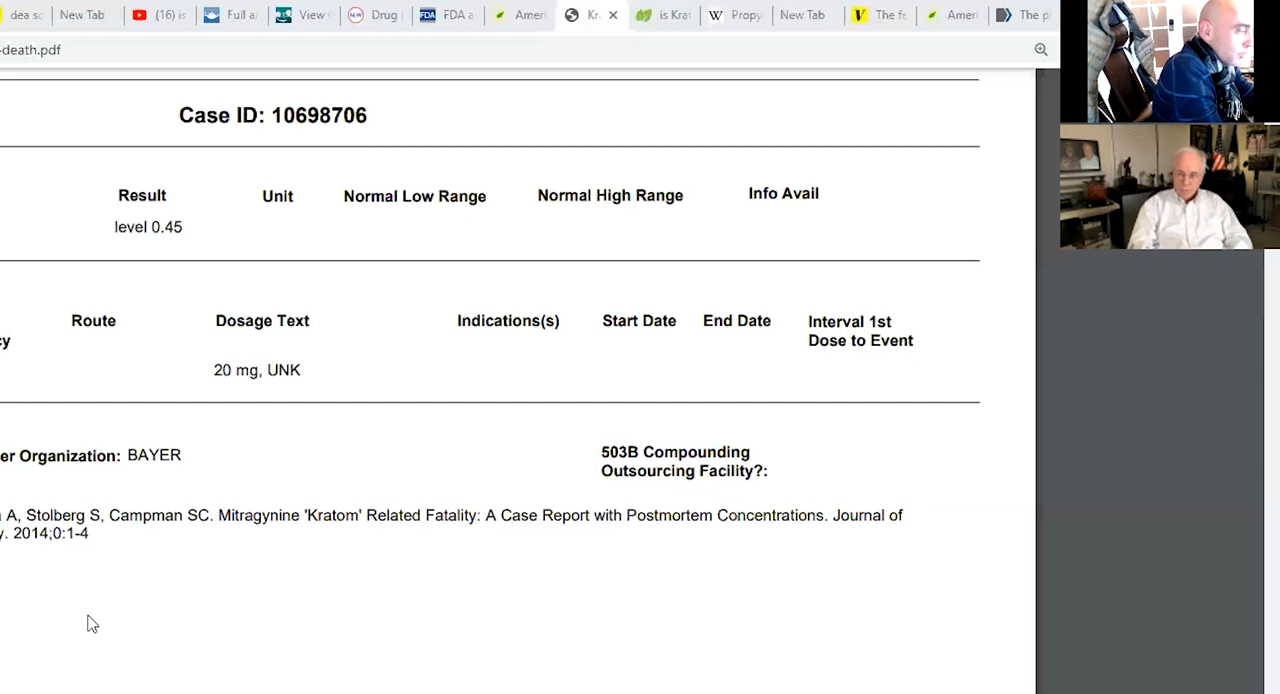 dea sc
New Tab
(16) is
Full a
View
Drug
FDA
FDA a
Ameri
Kr
is Krat
W
Propy
New Tab
V
The fe
Ameri
The p
-death.pdf
Case ID: 10698706
Result
Unit
Normal Low Range
Normal High Range
Info Avail
level 0.45
Route
Dosage Text
Indications(s)
Start Date
End Date
Interval 1st
Dose to Event
cy
20 mg, UNK
er Organization: BAYER
503B Compounding
Outsourcing Facility?:
A, Stolberg S, Campman SC. Mitragynine 'Kratom' Related Fatality: A Case Report with Postmortem Concentrations. Journal of
y. 2014;0:1-4